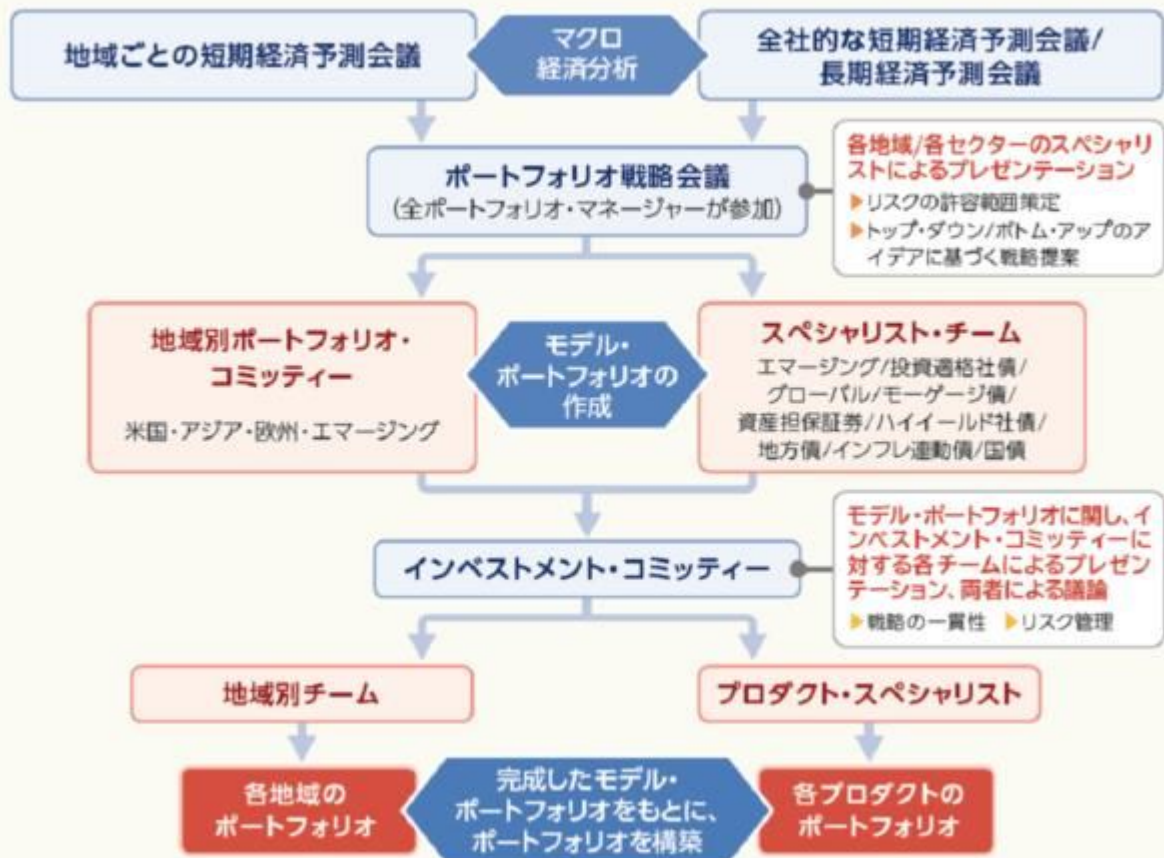 地域ごとの短期経済予測会議
マクロ
経済分析
全社的な短期経済予測会議/
長期経済予測会議
ポートフォリオ戦略会議
(全ポートフォリオ・マネージャーが参加)
各地域/各セクターのスペシャリ
ストによるプレゼンテーション
▶リスクの許容範囲策定
▶トップ・ダウン/ボトム・アップのア
イデアに基づく戦略提案
地域別ポートフォリオ・
コミッティー
米国・アジア・欧州・エマージング
モデル・
ポートフォリオの
作成
スペシャリスト・チーム
エマージング/投資適格社債/
グローバル/モーゲージ債/
資産担保証券/ハイイールド社債/
地方債/インフレ連動債/国債
インベストメント・コミッティー
モデル・ポートフォリオに関し、イ
ンベストメント・コミッティーに
対する各チームによるプレゼン
テーション、両者による議論
▶戦略の一貫性 ▶リスク管理
地域別チーム
プロダクト・スペシャリスト
各地域の
ポートフォリオ
完成したモデル・
ポートフォリオをもとに、
ポートフォリオを構築
各プロダクトの
ポートフォリオ